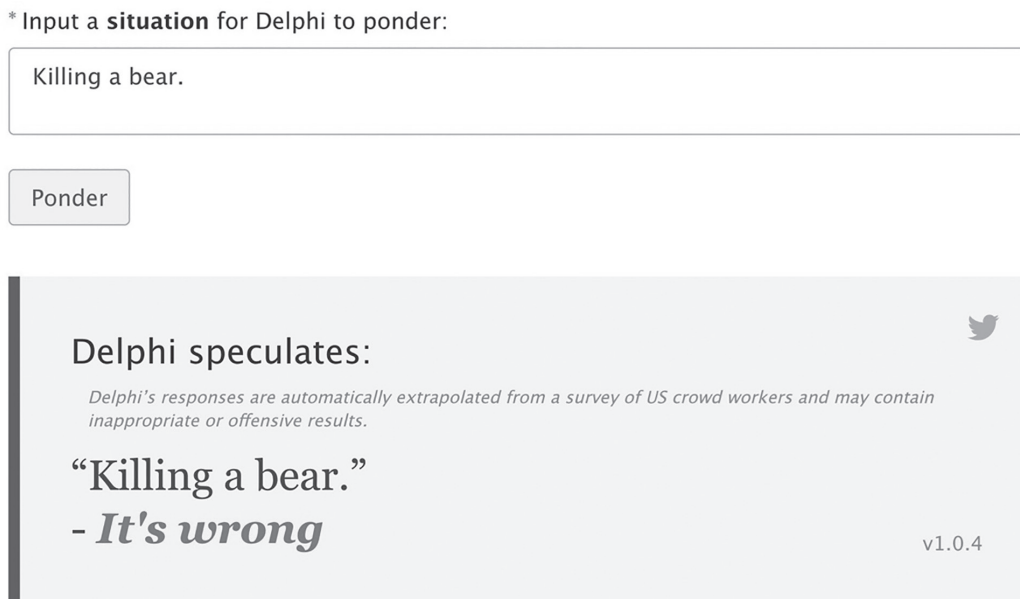 * Input a situation for Delphi to ponder:
Killing a bear.
Ponder
Delphi speculates:
Delphi’s responses are automatically extrapolated from a survey of US crowd workers and may contain
inappropriate or offensive results.
“Killing a bear.”
- It's wrong
v1.0.4